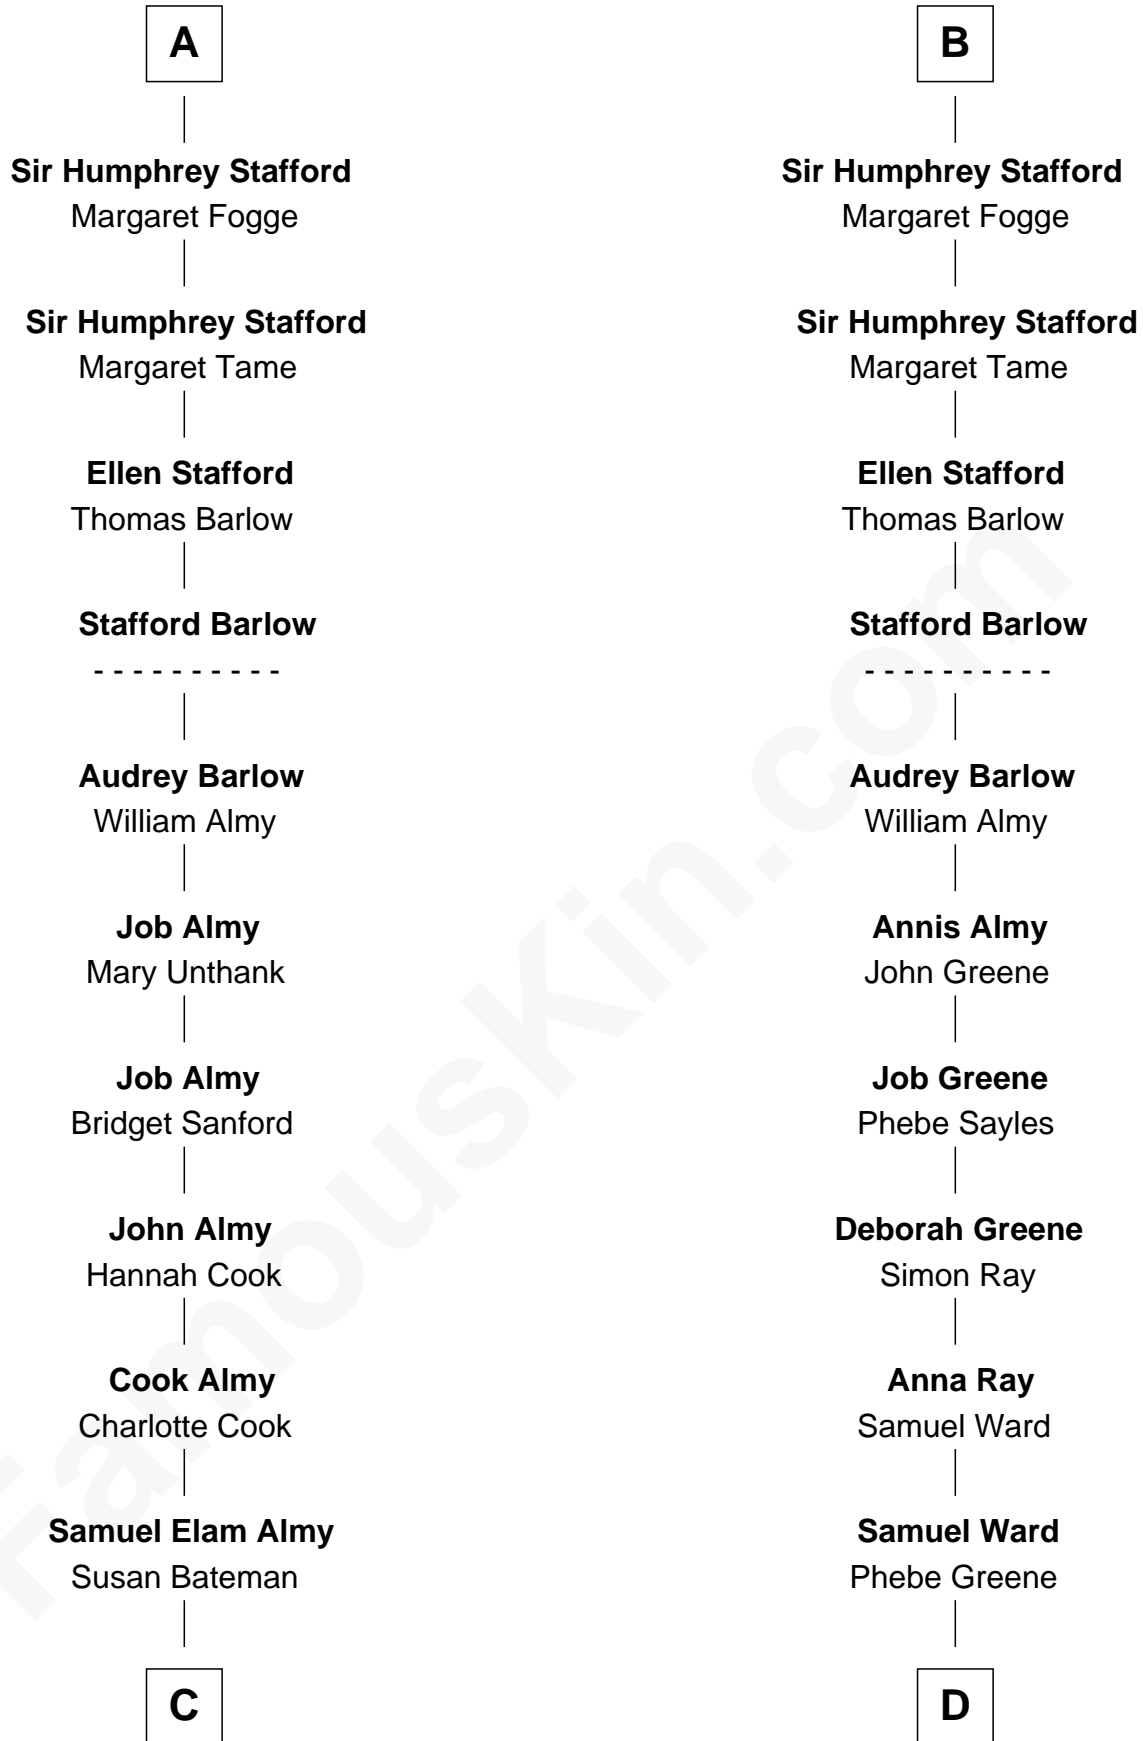 A
B
Sir Humphrey Stafford
Sir Humphrey Stafford
Margaret Fogge
Margaret Fogge
Sir Humphrey Stafford
Sir Humphrey Stafford
Margaret Tame
Margaret Tame
Ellen Stafford
Ellen Stafford
Thomas Barlow
Thomas Barlow
Stafford Barlow
Stafford Barlow
- - - - - - - - - -
- - - - - - - - - -
Audrey Barlow
Audrey Barlow
William Almy
William Almy
Job Almy
Annis Almy
Mary Unthank
John Greene
Job Almy
Job Greene
Bridget Sanford
Phebe Sayles
John Almy
Deborah Greene
Hannah Cook
Simon Ray
Cook Almy
Anna Ray
Charlotte Cook
Samuel Ward
Samuel Elam Almy
Samuel Ward
Susan Bateman
Phebe Greene
C
D
FamousKin.com